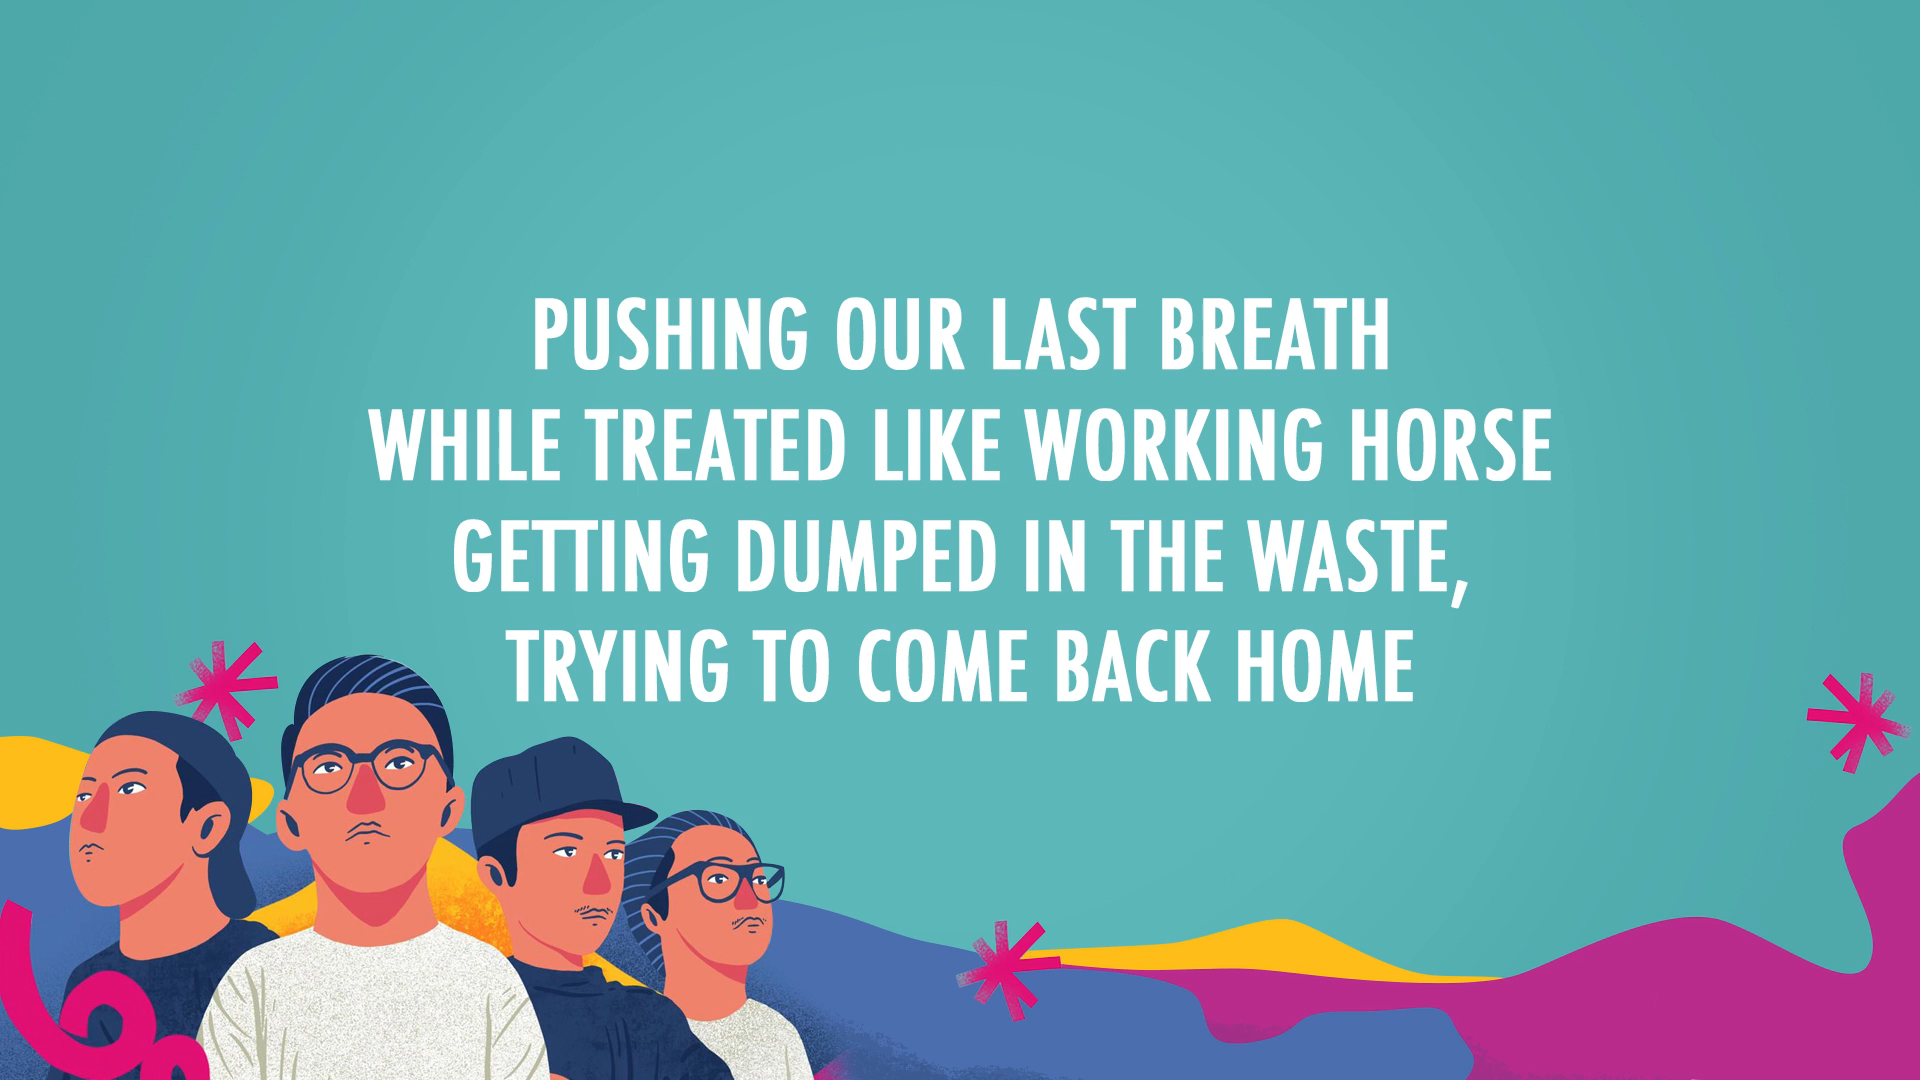 PUSHING OUR LAST BREATH
WHILE TREATED LIKE WORKING HORSE
GETTING DUMPED IN THE WASTE,
TRYING TO COME BACK HOME